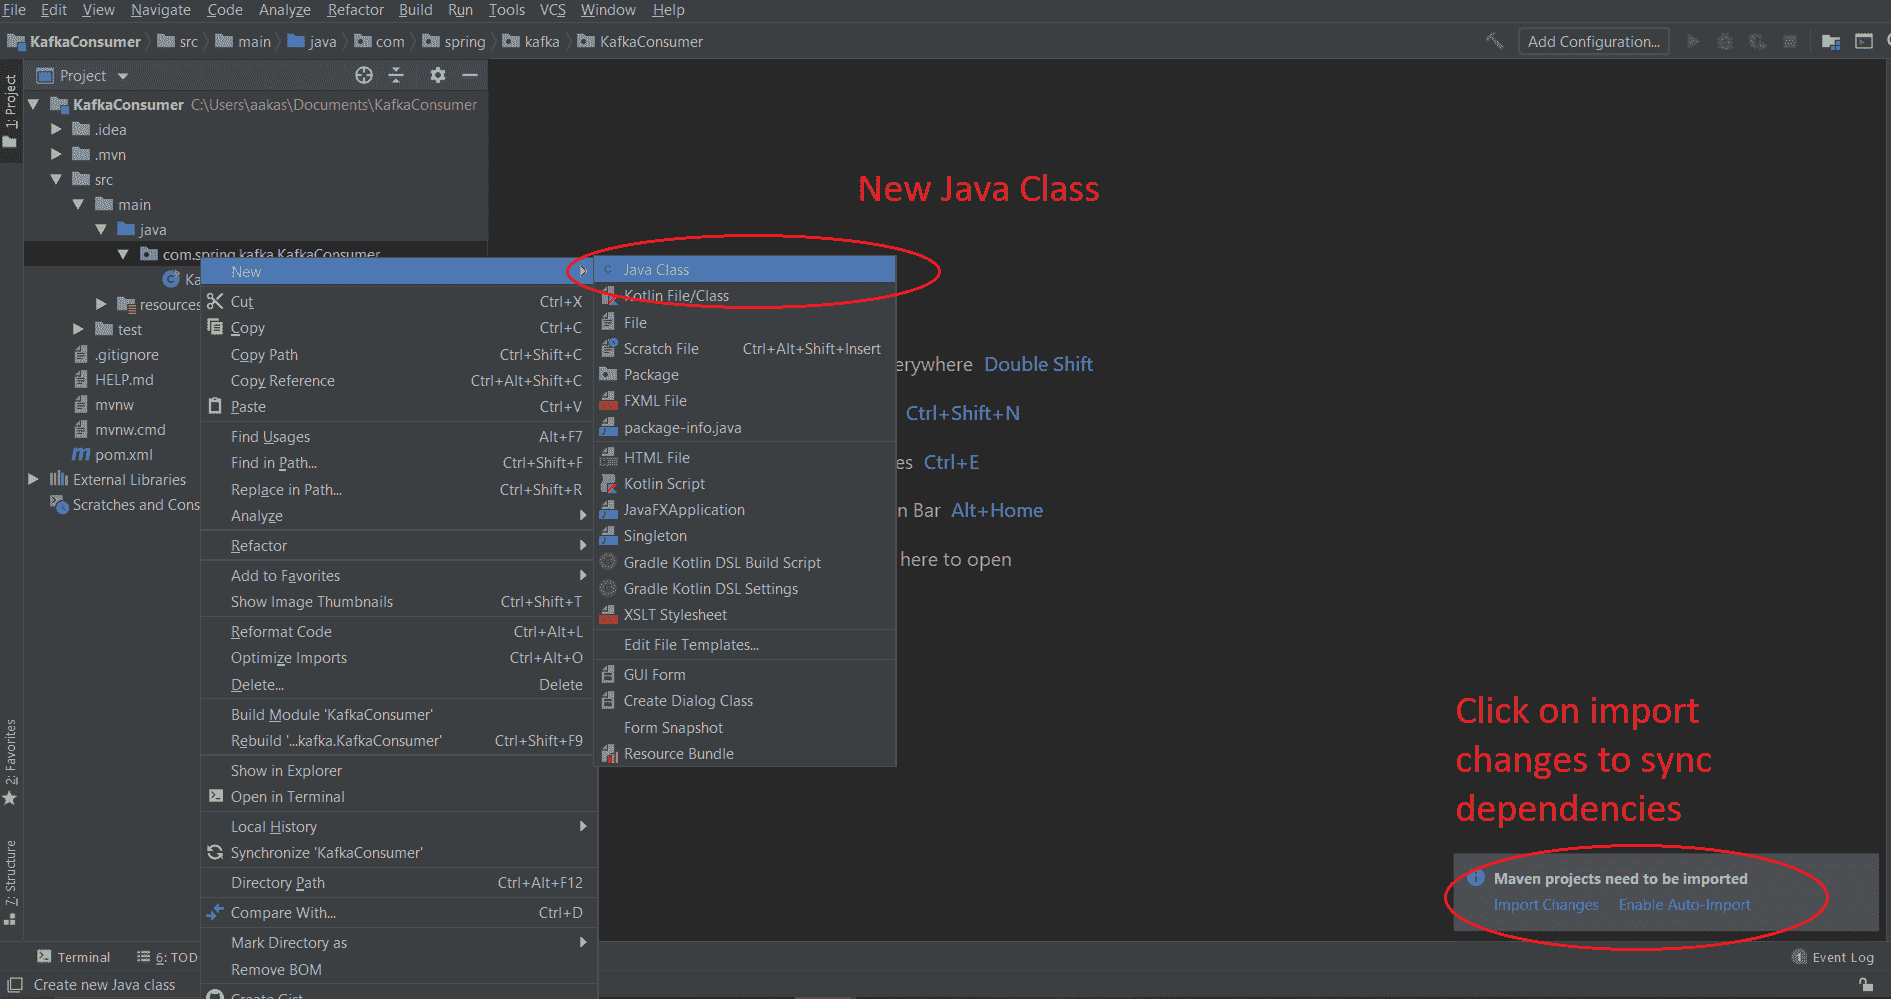 File Edit View Navigate Code Analyze Refactor Build Run Tools VCS Window Help
KafkaConsumer src main java com spring kafka KafkaConsumer Add Configuration...
1: Project
Project
KafkaConsumer C:\Users\aakas\Documents\KafkaConsumer
.idea
.mvn
src
main
java
com.spring.kafka.KafkaConsumer
Ka
resources
test
.gitignore
HELP.md
mvnw
mvnw.cmd
pom.xml
External Libraries
Scratches and Cons
New
Cut Ctrl+X
Copy Ctrl+C
Copy Path Ctrl+Shift+C
Copy Reference Ctrl+Alt+Shift+C
Paste Ctrl+V
Find Usages Alt+F7
Find in Path... Ctrl+Shift+F
Replace in Path... Ctrl+Shift+R
Analyze
Refactor
Add to Favorites
Show Image Thumbnails Ctrl+Shift+T
Reformat Code Ctrl+Alt+L
Optimize Imports Ctrl+Alt+O
Delete... Delete
Build Module 'KafkaConsumer'
Rebuild '...kafka.KafkaConsumer' Ctrl+Shift+F9
Show in Explorer
Open in Terminal
Local History
Synchronize 'KafkaConsumer'
Directory Path Ctrl+Alt+F12
Compare With... Ctrl+D
Mark Directory as
Remove BOM
Create Gist
New Java Class
Java Class
Kotlin File/Class
File
Scratch File Ctrl+Alt+Shift+Insert
Package
FXML File
package-info.java
HTML File
Kotlin Script
JavaFXApplication
Singleton
Gradle Kotlin DSL Build Script
Gradle Kotlin DSL Settings
XSLT Stylesheet
Edit File Templates...
GUI Form
Create Dialog Class
Form Snapshot
Resource Bundle
erywhere Double Shift
Ctrl+Shift+N
es Ctrl+E
n Bar Alt+Home
here to open
Click on import
changes to sync
dependencies
Maven projects need to be imported
Import Changes Enable Auto-Import
2: Favorites
7: Structure
Terminal 6: TOD
1 Event Log
Create new Java class